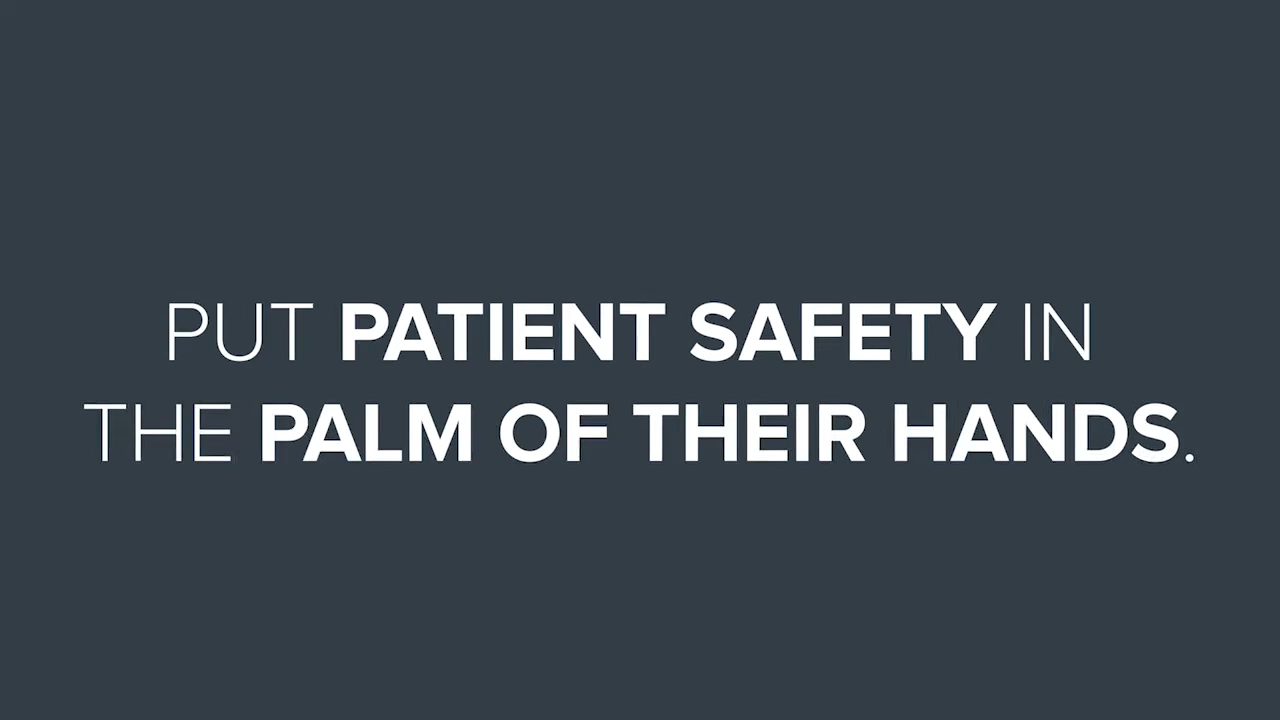 PUT PATIENT SAFETY IN
THE PALM OF THEIR HANDS.